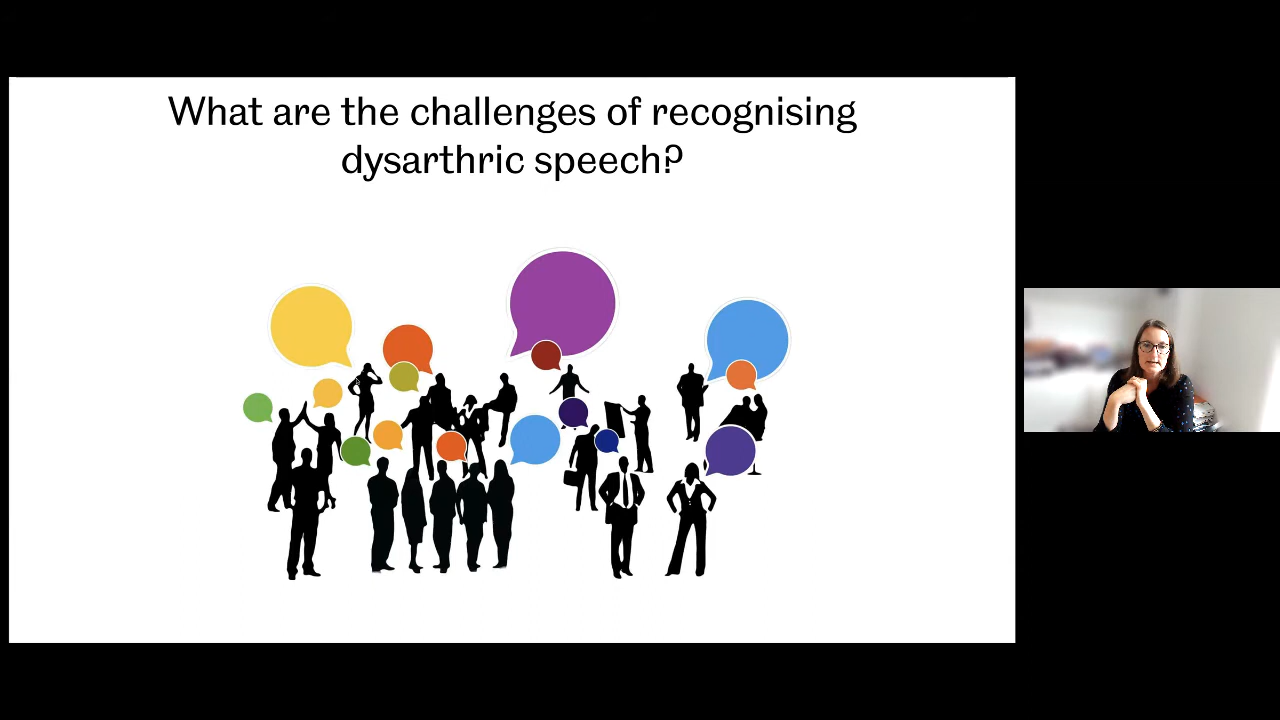 What are the challenges of recognising
dysarthric speech?